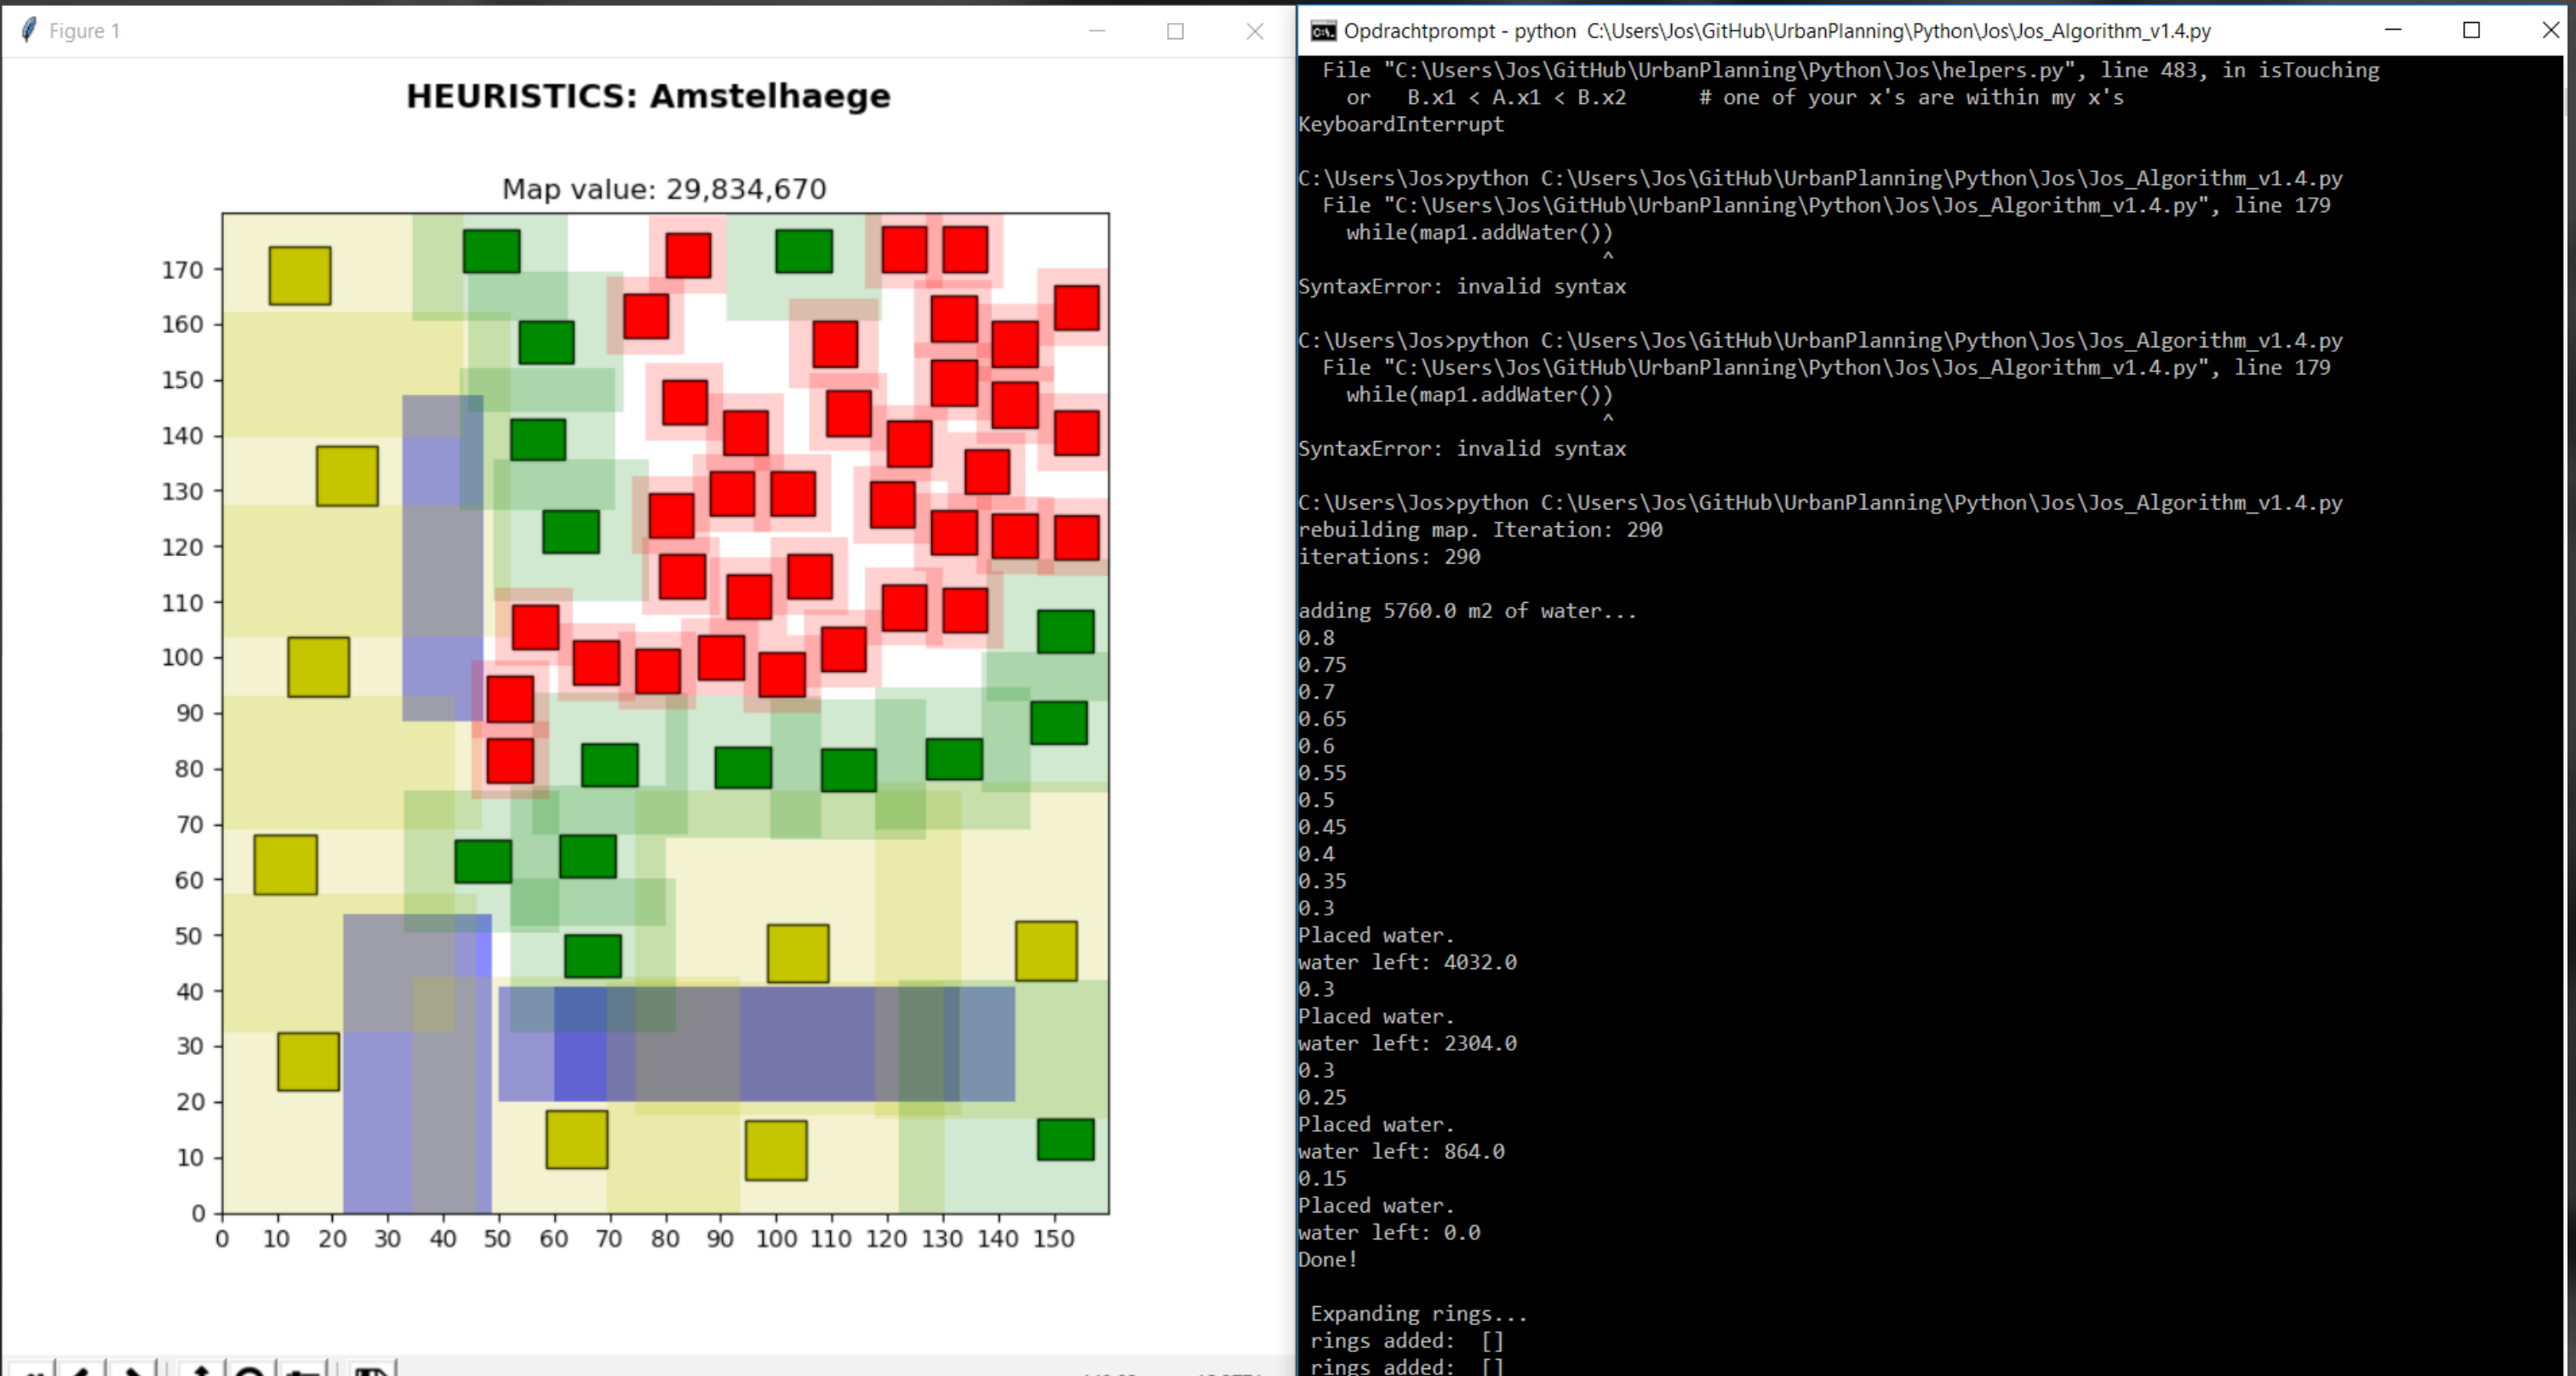 Figure 1
HEURISTICS: Amstelhaege
Map value: 29,834,670
170
160
150
140
130
120
110
100
90
80
70
60
50
40
30
20
10
0
0 10 20 30 40 50 60 70 80 90 100 110 120 130 140 150
Opdrachtprompt - python C:\Users\Jos\GitHub\UrbanPlanning\Python\Jos\Jos_Algorithm_v1.4.py
File "C:\Users\Jos\GitHub\UrbanPlanning\Python\Jos\helpers.py", line 483, in isTouching
or B.x1 < A.x1 < B.x2 # one of your x's are within my x's
KeyboardInterrupt
C:\Users\Jos>python C:\Users\Jos\GitHub\UrbanPlanning\Python\Jos\Jos_Algorithm_v1.4.py
File "C:\Users\Jos\GitHub\UrbanPlanning\Python\Jos\Jos_Algorithm_v1.4.py", line 179
while(map1.addWater())
^
SyntaxError: invalid syntax
C:\Users\Jos>python C:\Users\Jos\GitHub\UrbanPlanning\Python\Jos\Jos_Algorithm_v1.4.py
File "C:\Users\Jos\GitHub\UrbanPlanning\Python\Jos\Jos_Algorithm_v1.4.py", line 179
while(map1.addWater())
^
SyntaxError: invalid syntax
C:\Users\Jos>python C:\Users\Jos\GitHub\UrbanPlanning\Python\Jos\Jos_Algorithm_v1.4.py
rebuilding map. Iteration: 290
iterations: 290
adding 5760.0 m2 of water...
0.8
0.75
0.7
0.65
0.6
0.55
0.5
0.45
0.4
0.35
0.3
Placed water.
water left: 4032.0
0.3
Placed water.
water left: 2304.0
0.3
0.25
Placed water.
water left: 864.0
0.15
Placed water.
water left: 0.0
Done!
Expanding rings...
rings added: []
rings added: []